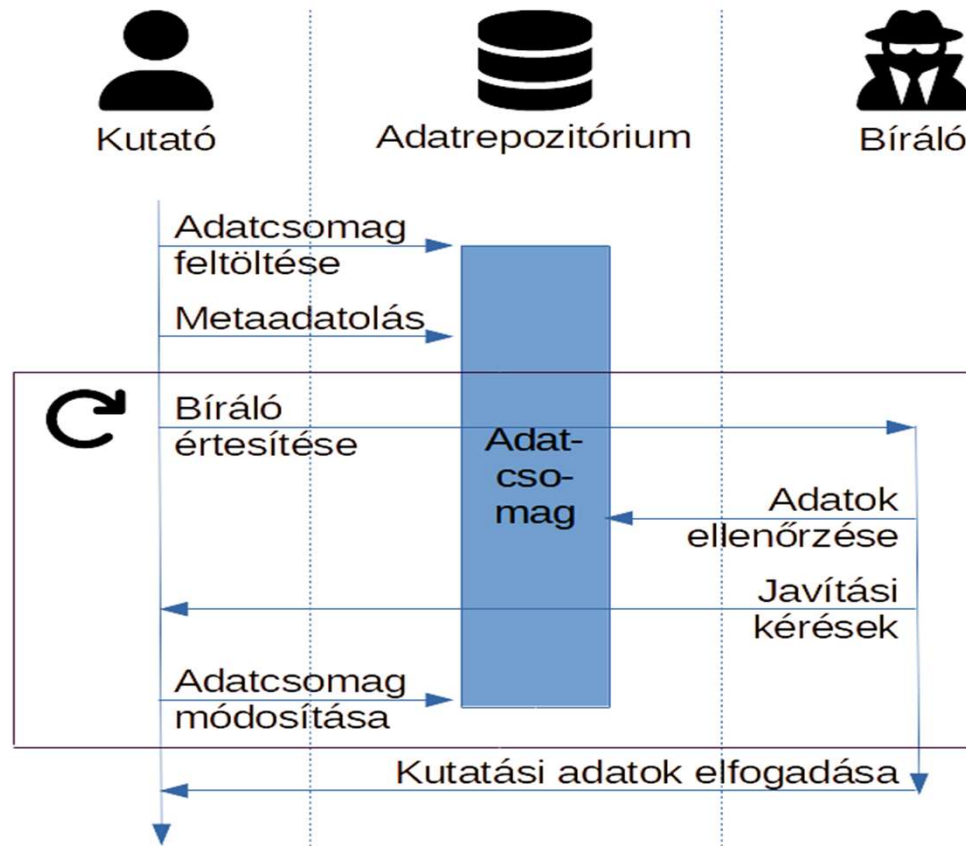 Kutató
Adatrepozitórium
Bíráló
Adatcsomag
feltöltése
Metaadatolás
Bíráló
értesítése
Adat-
cso-
mag
Adatok
ellenőrzése
Javítási
kérések
Adatcsomag
módosítása
Kutatási adatok elfogadása